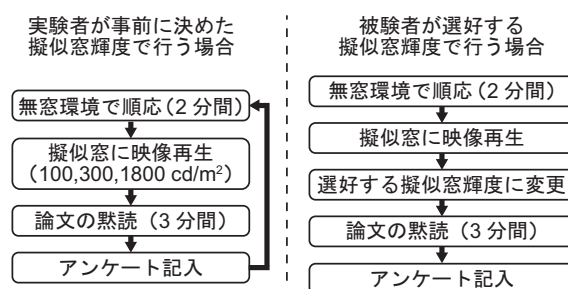 実験者が事前に決めた
擬似窓輝度で行う場合
無窓環境で順応(2 分間)
擬似窓に映像再生
(100,300,1800 cd/m²)
論文の黙読(3 分間)
アンケート記入
被験者が選好する
擬似窓輝度で行う場合
無窓環境で順応(2 分間)
擬似窓に映像再生
選好する擬似窓輝度に変更
論文の黙読(3 分間)
アンケート記入